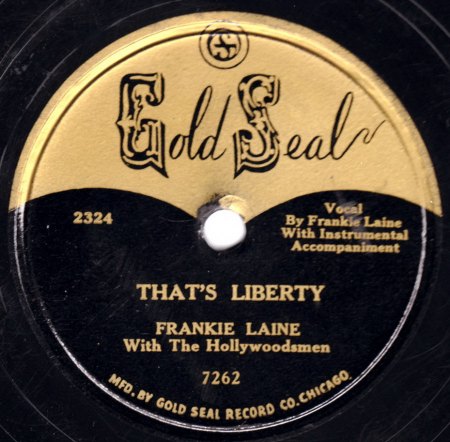 Gold Seal
2324
Vocal
By Frankie Laine
With Instrumental
Accompaniment
THAT'S LIBERTY
FRANKIE LAINE
With The Hollywoodsmen
7262
MFD. BY GOLD SEAL RECORD CO. CHICAGO